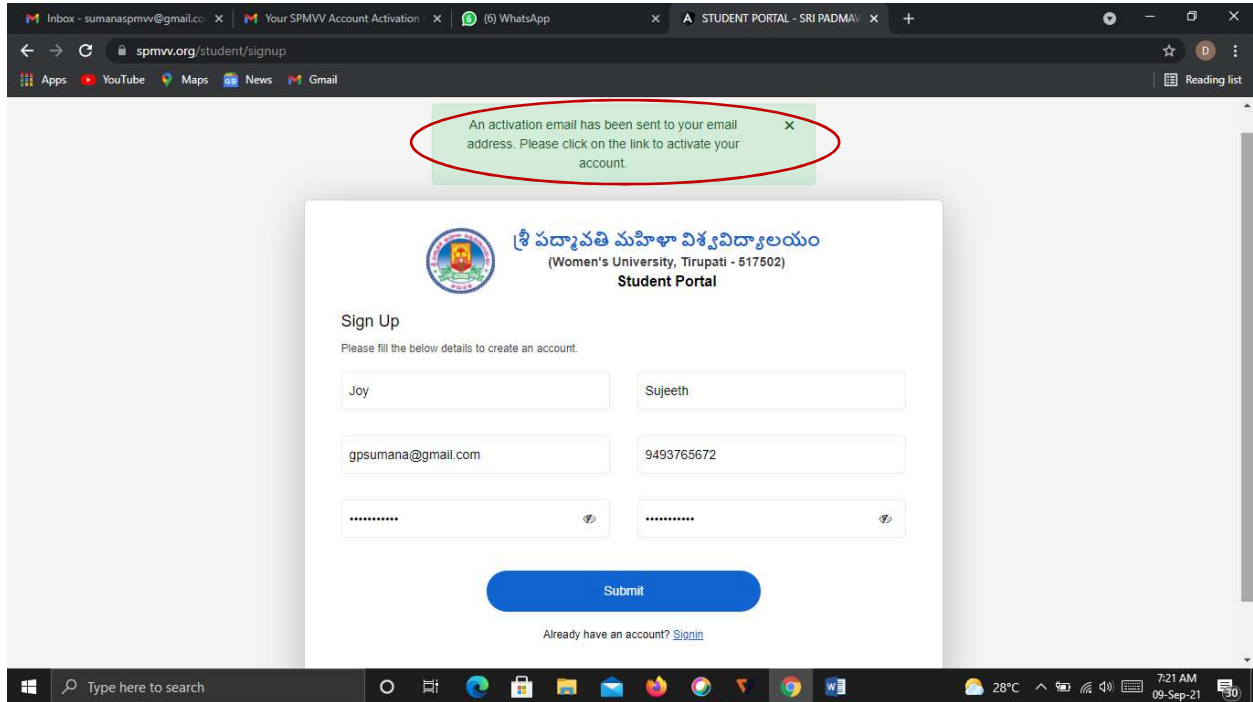 Inbox - sumanaspmvv@gmail.co
Your SPMVV Account Activation
(6) WhatsApp
STUDENT PORTAL - SRI PADMAV
spmvv.org/student/signup
D
Apps
YouTube
Maps
News
Gmail
Reading list
An activation email has been sent to your email
address. Please click on the link to activate your
account.
శ్రీ పద్మావతి మహిళా విశ్వవిద్యాలయం
(Women's University, Tirupati - 517502)
Student Portal
Sign Up
Please fill the below details to create an account.
Joy
Sujeeth
gpsumana@gmail.com
9493765672
Submit
Already have an account? Signin
Type here to search
28°C
7:21 AM
09-Sep-21
30